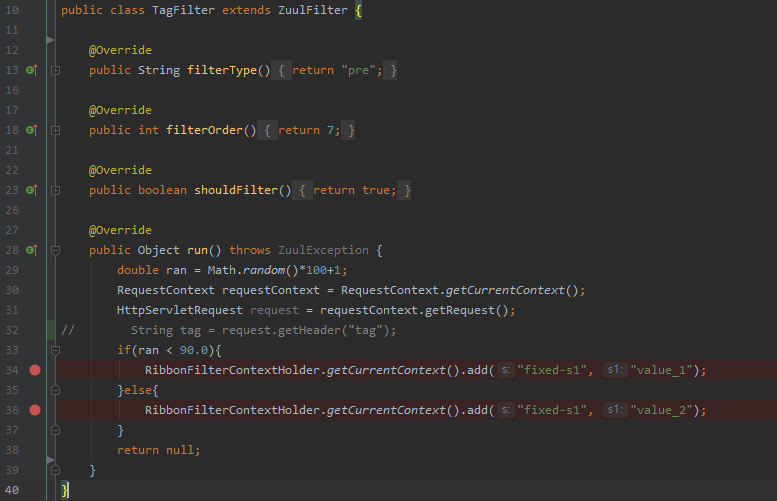 10 public class TagFilter extends ZuulFilter {
11
12 @Override
13 public String filterType() { return "pre"; }
16
17 @Override
18 public int filterOrder() { return 7; }
21
22 @Override
23 public boolean shouldFilter() { return true; }
26
27 @Override
28 public Object run() throws ZuulException {
29 double ran = Math.random()*100+1;
30 RequestContext requestContext = RequestContext.getCurrentContext();
31 HttpServletRequest request = requestContext.getRequest();
32 // String tag = request.getHeader("tag");
33 if(ran < 90.0){
34 RibbonFilterContextHolder.getCurrentContext().add( s: "fixed-s1", s1: "value_1");
35 }else{
36 RibbonFilterContextHolder.getCurrentContext().add( s: "fixed-s1", s1: "value_2");
37 }
38 return null;
39 }
40 }